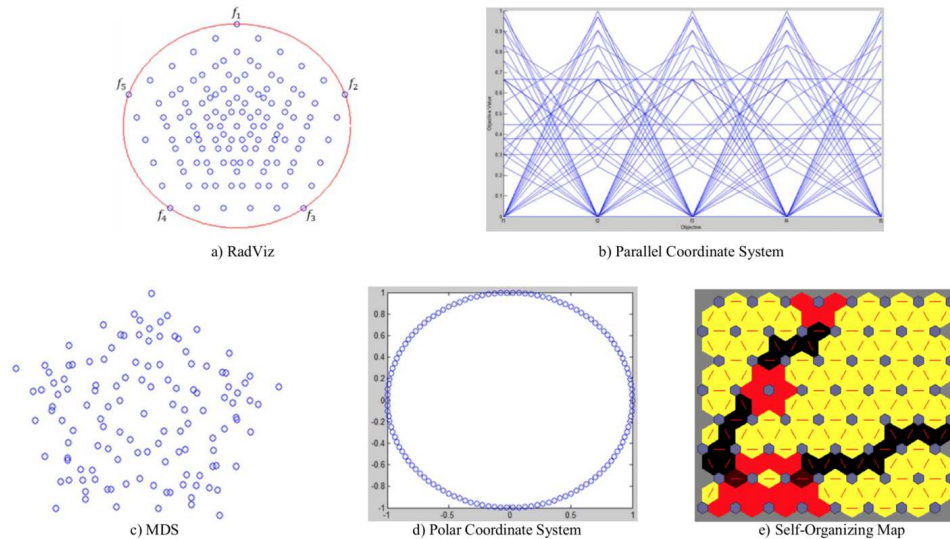 f1
f5
f2
f4
f3
a) RadViz
1
0.9
0.8
0.7
0.6
0.5
0.4
0.3
0.2
0.1
0
Objective Value
Objective
b) Parallel Coordinate System
c) MDS
1
0.8
0.6
0.4
0.2
0
-0.2
-0.4
-0.6
-0.8
-1
-1
-0.5
0
0.5
1
d) Polar Coordinate System
e) Self-Organizing Map